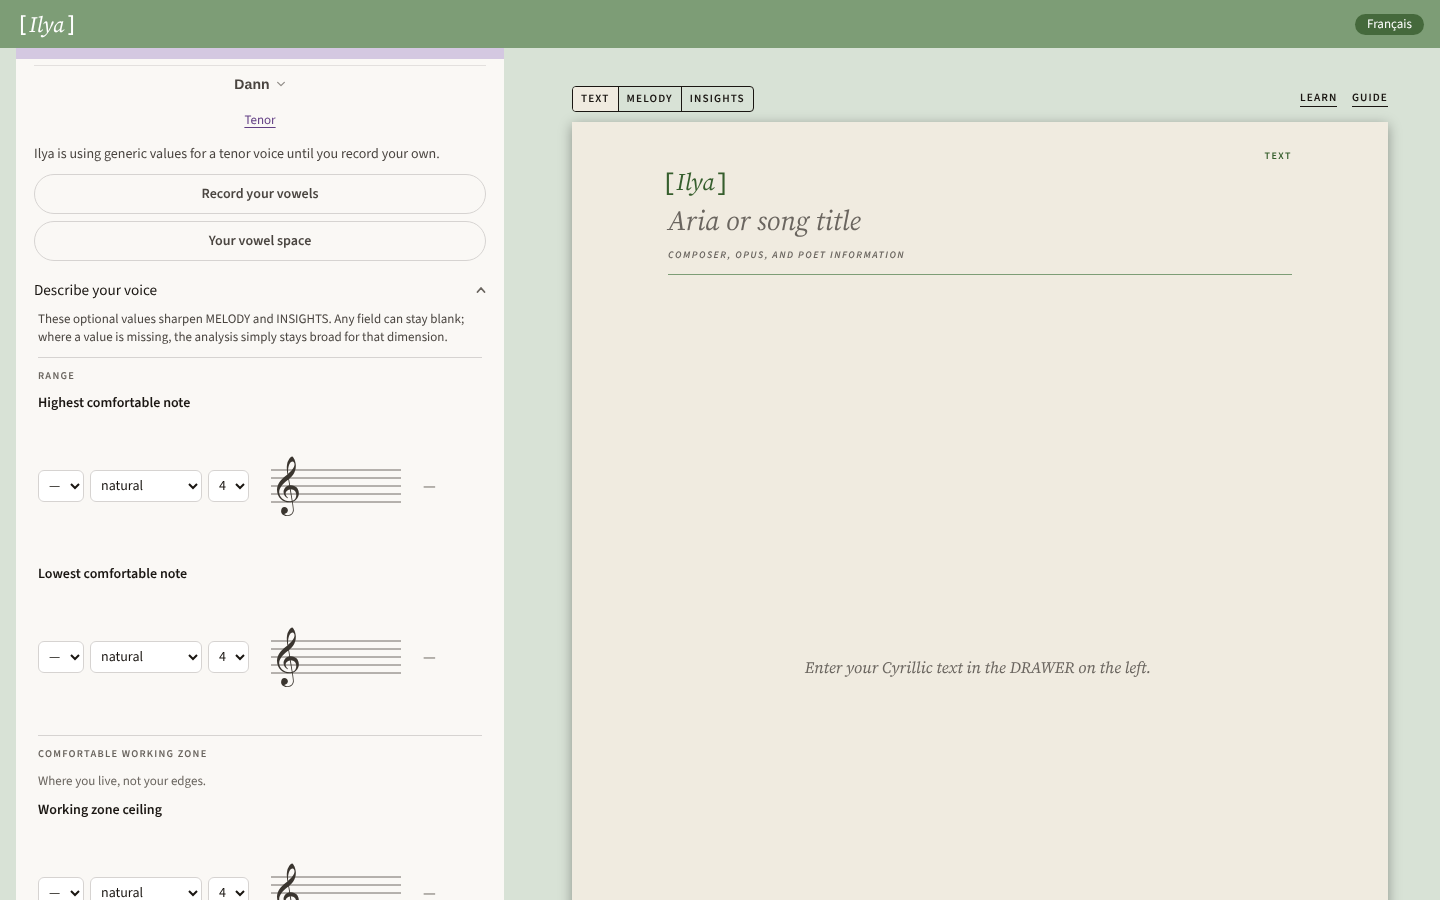 [Ilya]
Français
Dann
Tenor
Ilya is using generic values for a tenor voice until you record your own.
Record your vowels
Your vowel space
Describe your voice
These optional values sharpen MELODY and INSIGHTS. Any field can stay blank;
where a value is missing, the analysis simply stays broad for that dimension.
RANGE
Highest comfortable note
— natural 4 —
Lowest comfortable note
— natural 4 —
COMFORTABLE WORKING ZONE
Where you live, not your edges.
Working zone ceiling
— natural 4 —
TEXT MELODY INSIGHTS
LEARN GUIDE
TEXT
[Ilya]
Aria or song title
COMPOSER, OPUS, AND POET INFORMATION
Enter your Cyrillic text in the DRAWER on the left.